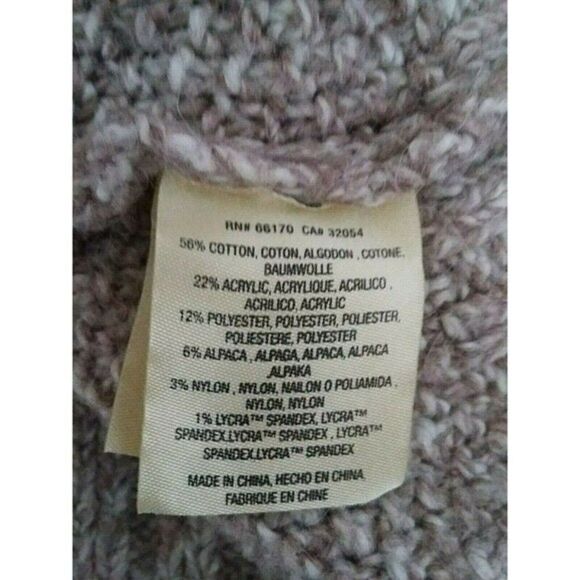 RN# 66170 CA# 32054
56% COTTON, COTON, ALGODON , COTONE,
BAUMWOLLE
22% ACRYLIC, ACRYLIQUE, ACRILICO ,
ACRILICO, ACRYLIC
12% POLYESTER, POLYESTER, POLIESTER,
POLIESTERE, POLYESTER
6% ALPACA , ALPAGA, ALPACA, ALPACA
,ALPAKA
3% NYLON , NYLON, NAILON O POLIAMIDA ,
NYLON, NYLON
1% LYCRA™ SPANDEX, LYCRA™
SPANDEX,LYCRA™ SPANDEX , LYCRA™
SPANDEX,LYCRA™ SPANDEX
MADE IN CHINA, HECHO EN CHINA,
FABRIQUE EN CHINE